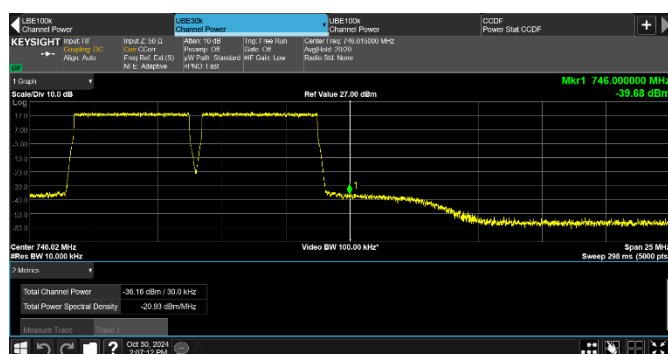 LBE100k
Channel Power
UBE30k
Channel Power
UBE100k
Channel Power
CCDF
Power Stat CCDF
KEYSIGHT Input: RF
Coupling: DC
Align: Auto
Input Z: 50 Ω
Corr CCorr
Freq Ref: Ext (S)
NFE: Adaptive
Atten: 10 dB
Preamp: Off
µW Path: Standard
#PNO: Fast
Trig: Free Run
Gate: Off
#IF Gain: Low
Center Freq: 746.015000 MHz
Avg|Hold: 20/20
Radio Std: None
1 Graph
Scale/Div 10.0 dB
Ref Value 27.00 dBm
Mkr1 746.000000 MHz
-39.68 dBm
Log
17.0
7.00
-3.00
-13.0
-23.0
-33.0
-43.0
-53.0
-63.0
1
Center 746.02 MHz
#Res BW 10.000 kHz
Video BW 100.00 kHz*
Span 25 MHz
Sweep 298 ms (5000 pts)
2 Metrics
Total Channel Power -36.16 dBm / 30.0 kHz
Total Power Spectral Density -20.93 dBm/MHz
Measure Trace Trace 1
Oct 30, 2024
2:07:12 PM